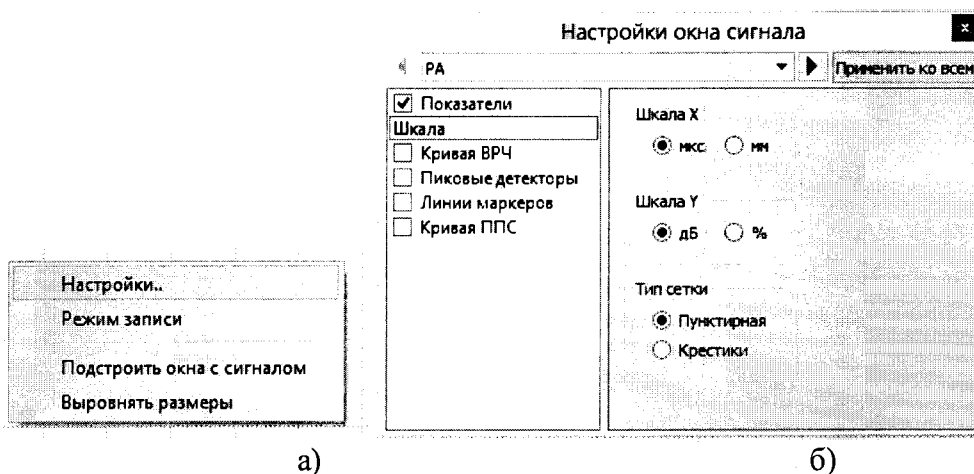 Настройки окна сигнала
РА
Применить ко всем
Показатели
Шкала
Кривая ВРЧ
Пиковые детекторы
Линии маркеров
Кривая ППС
Шкала X
мкс
мм
Шкала Y
дБ
%
Тип сетки
Пунктирная
Крестики
Настройки..
Режим записи
Подстроить окна с сигналом
Выровнять размеры
а)
б)